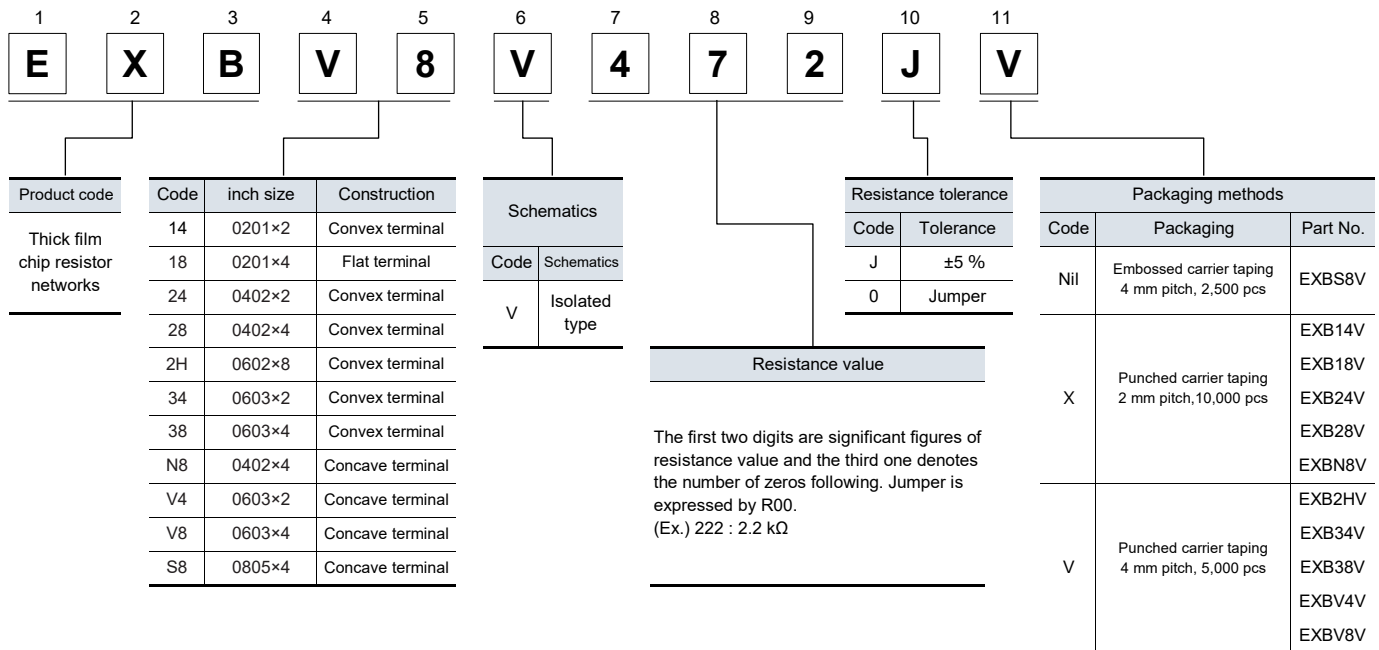 1 2 3 4 5 6 7 8 9 10 11
E X B V 8 V 4 7 2 J V
Product code
Thick film
chip resistor
networks
Code inch size Construction
14 0201×2 Convex terminal
18 0201×4 Flat terminal
24 0402×2 Convex terminal
28 0402×4 Convex terminal
2H 0602×8 Convex terminal
34 0603×2 Convex terminal
38 0603×4 Convex terminal
N8 0402×4 Concave terminal
V4 0603×2 Concave terminal
V8 0603×4 Concave terminal
S8 0805×4 Concave terminal
Schematics
Code Schematics
V Isolated
type
Resistance value
The first two digits are significant figures of
resistance value and the third one denotes
the number of zeros following. Jumper is
expressed by R00.
(Ex.) 222 : 2.2 kΩ
Resistance tolerance
Code Tolerance
J ±5 %
0 Jumper
Packaging methods
Code Packaging Part No.
Nil Embossed carrier taping
4 mm pitch, 2,500 pcs EXBS8V
X Punched carrier taping
2 mm pitch,10,000 pcs
EXB14V
EXB18V
EXB24V
EXB28V
EXBN8V
V Punched carrier taping
4 mm pitch, 5,000 pcs
EXB2HV
EXB34V
EXB38V
EXBV4V
EXBV8V